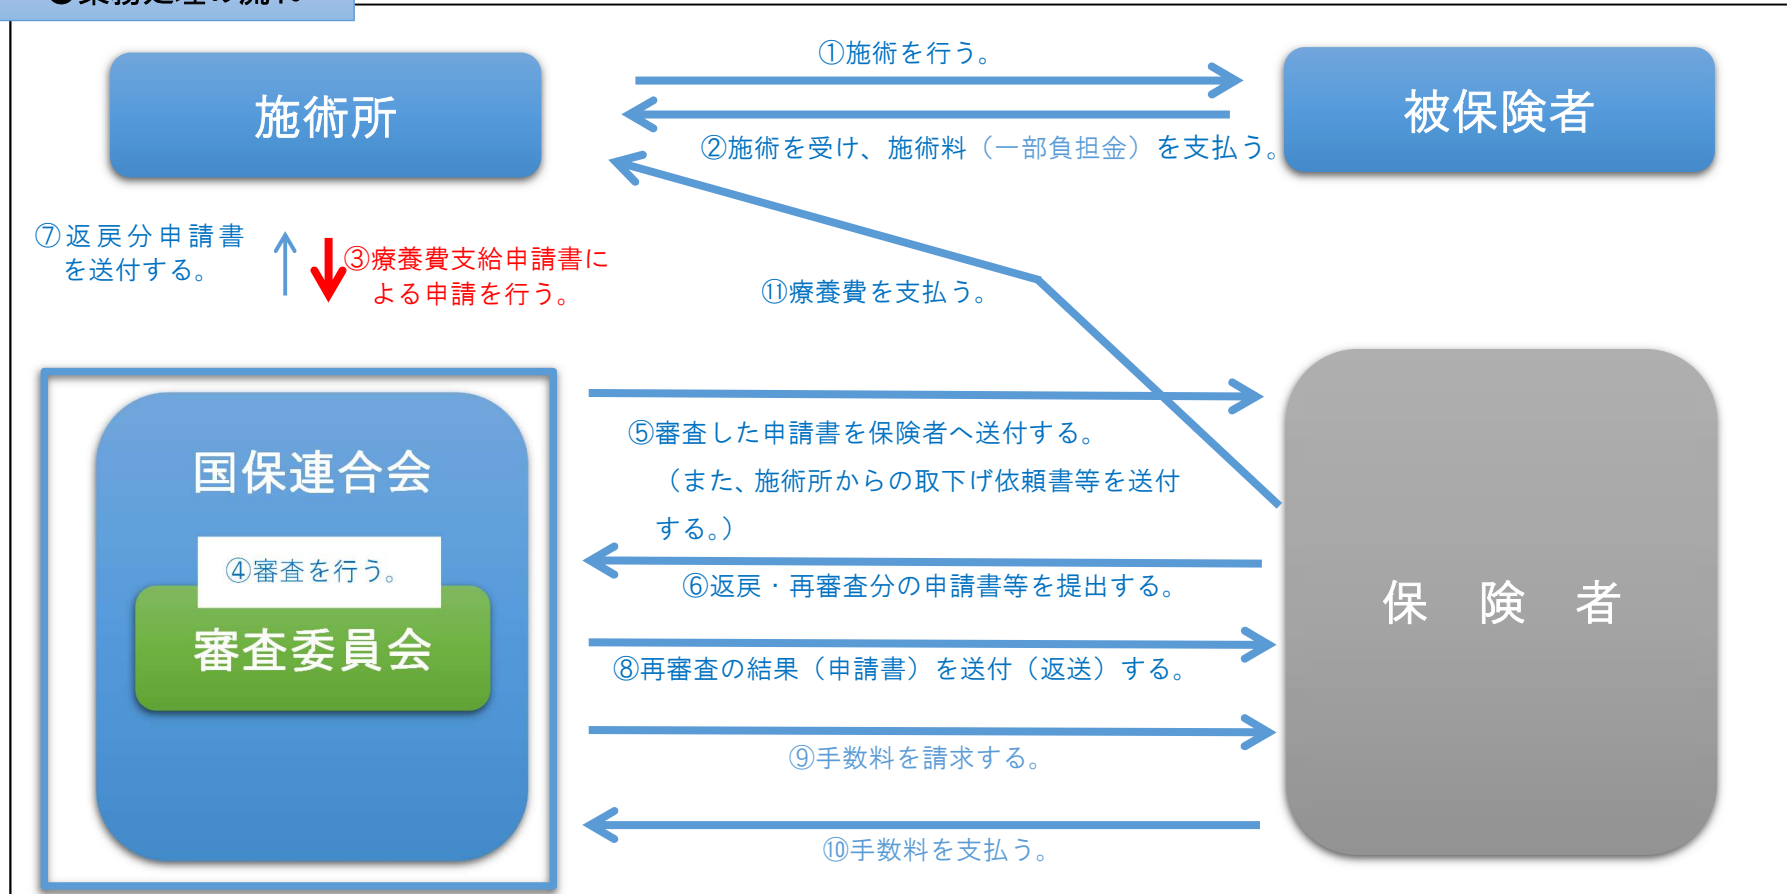 ①施術を行う。
施術所
被保険者
②施術を受け、施術料（一部負担金）を支払う。
⑦返戻分申請書
を送付する。
③療養費支給申請書に
よる申請を行う。
⑪療養費を支払う。
⑤審査した申請書を保険者へ送付する。
（また、施術所からの取下げ依頼書等を送付
する。）
国保連合会
④審査を行う。
審査委員会
⑥返戻・再審査分の申請書等を提出する。
保　険　者
⑧再審査の結果（申請書）を送付（返送）する。
⑨手数料を請求する。
⑩手数料を支払う。